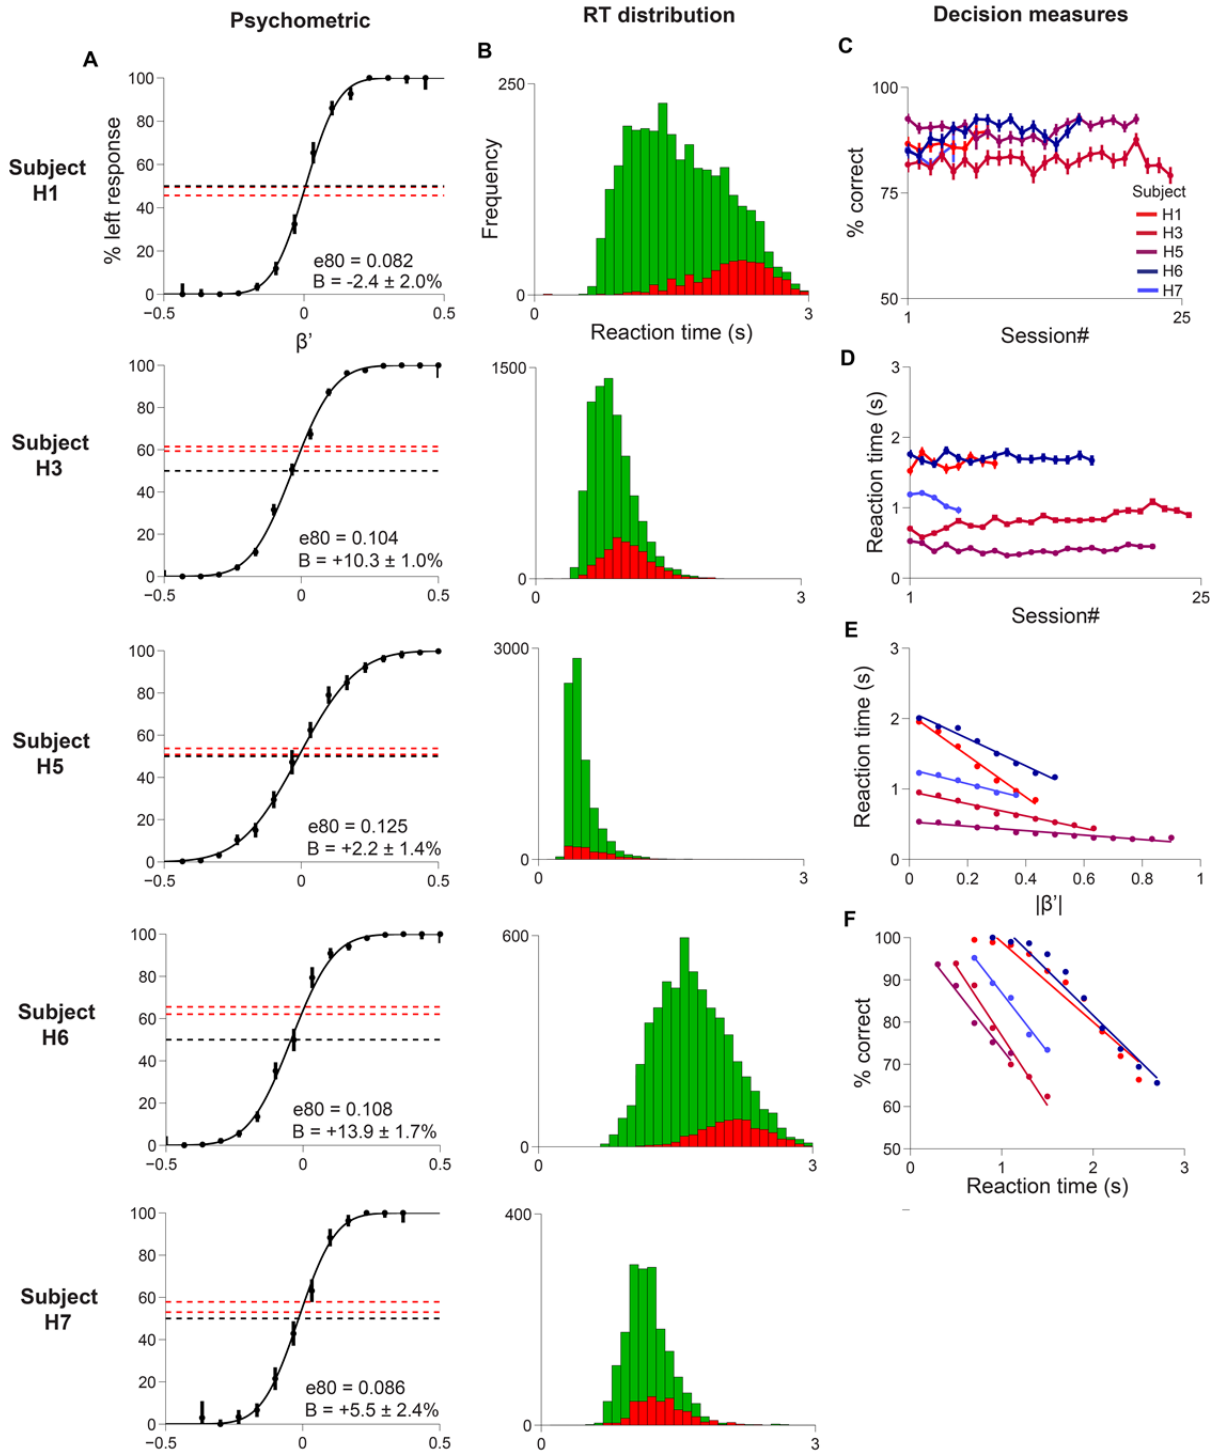 Psychometric
RT distribution
Decision measures
A
B
C
Subject
H1
% left response
100
80
60
40
20
0
e80 = 0.082
B = -2.4 ± 2.0%
-0.5
0
0.5
β’
Frequency
250
0
0
3
Reaction time (s)
% correct
100
75
50
Subject
H1
H3
H5
H6
H7
1
25
Session#
Subject
H3
100
80
60
40
20
0
e80 = 0.104
B = +10.3 ± 1.0%
−0.5
0
0.5
1500
0
0
3
D
Reaction time (s)
3
2
1
0
1
25
Session#
Subject
H5
100
80
60
40
20
0
e80 = 0.125
B = +2.2 ± 1.4%
−0.5
0
0.5
3000
0
0
3
E
Reaction time (s)
3
2
1
0
0
0.2
0.4
0.6
0.8
1
|β’|
Subject
H6
100
80
60
40
20
0
e80 = 0.108
B = +13.9 ± 1.7%
−0.5
0
0.5
600
0
0
3
F
% correct
100
90
80
70
60
50
0
1
2
3
Reaction time (s)
Subject
H7
100
80
60
40
20
0
e80 = 0.086
B = +5.5 ± 2.4%
−0.5
0
0.5
400
0
0
3